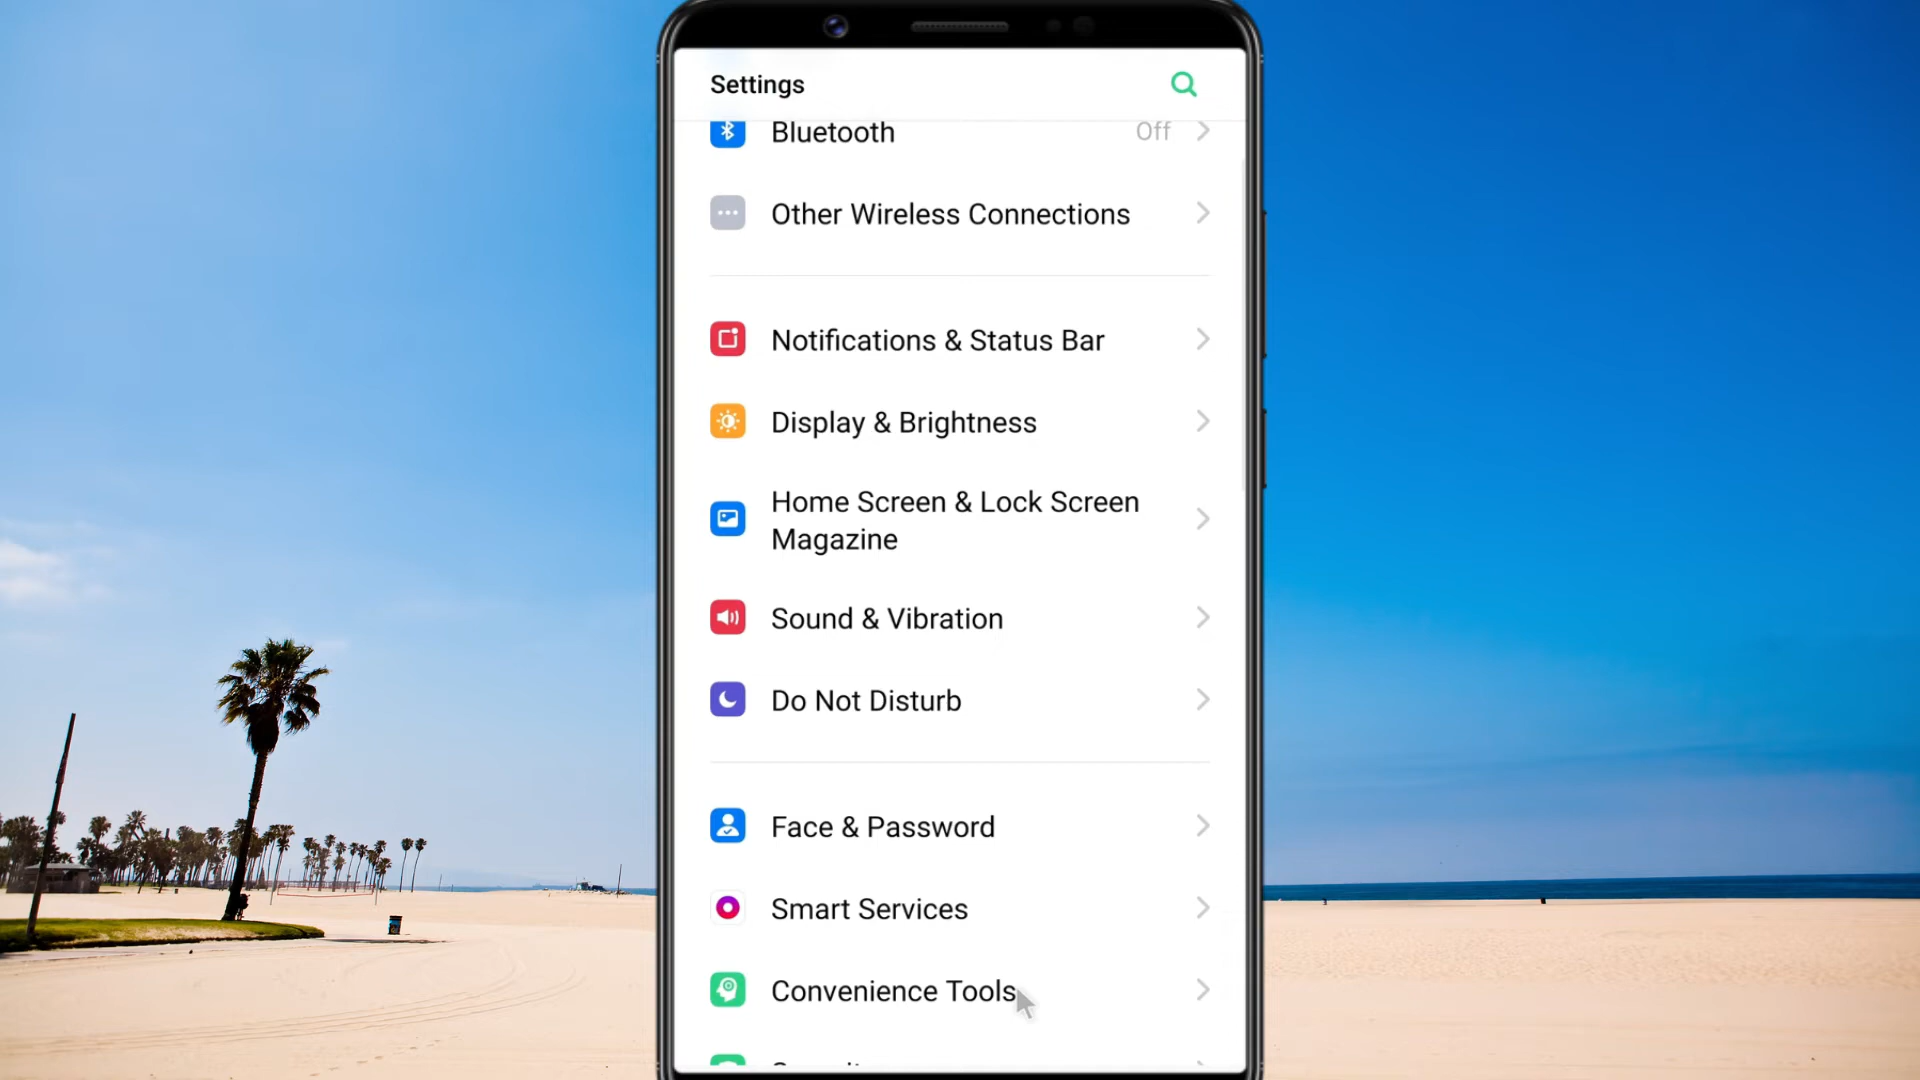 Settings
Bluetooth Off
Other Wireless Connections
Notifications & Status Bar
Display & Brightness
Home Screen & Lock Screen
Magazine
Sound & Vibration
Do Not Disturb
Face & Password
Smart Services
Convenience Tools